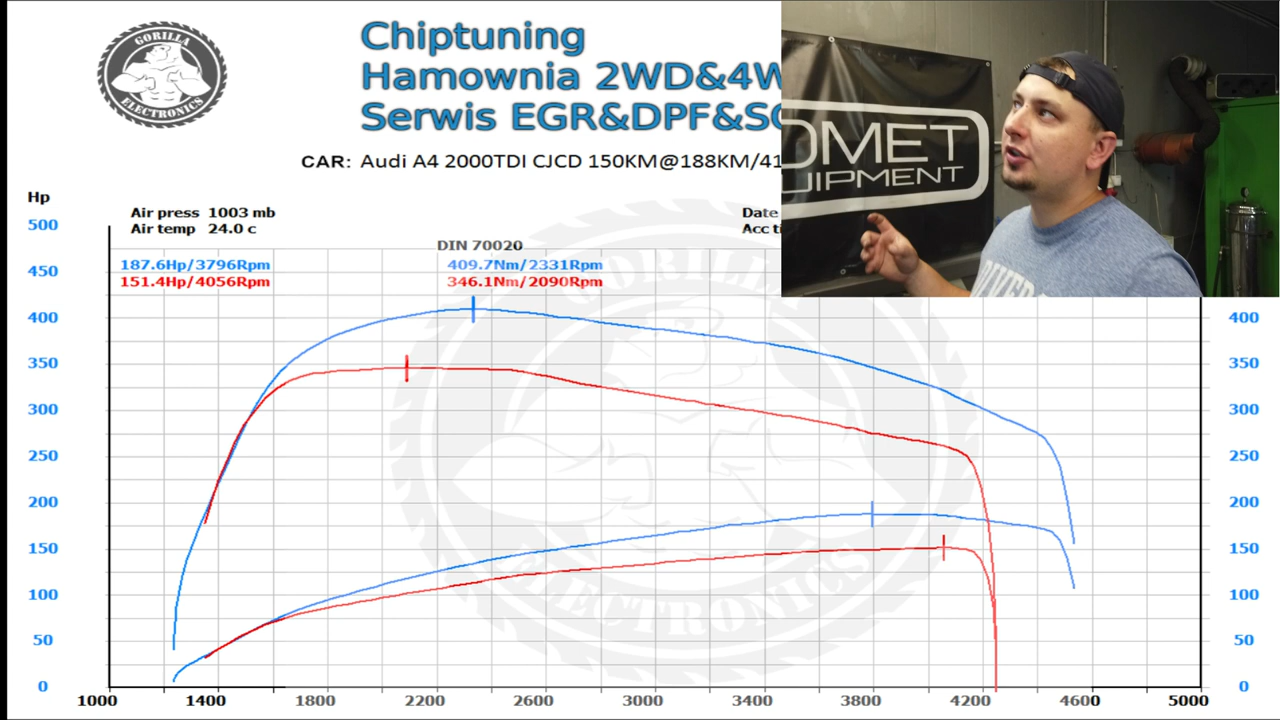 GORILLA
ELECTRONICS
Chiptuning
Hamownia 2WD&4W
Serwis EGR&DPF&SC
CAR: Audi A4 2000TDI CJCD 150KM@188KM/41
OMET
UIPMENT
Hp
Air press 1003 mb
Date
Air temp 24.0 c
Acc ti
DIN 70020
187.6Hp/3796Rpm 409.7Nm/2331Rpm
151.4Hp/4056Rpm 346.1Nm/2090Rpm
500
450
400 400
350 350
300 300
250 250
200 200
150 150
100 100
50 50
0 0
1000 1400 1800 2200 2600 3000 3400 3800 4200 4600 5000
GORILLA
ELECTRONICS